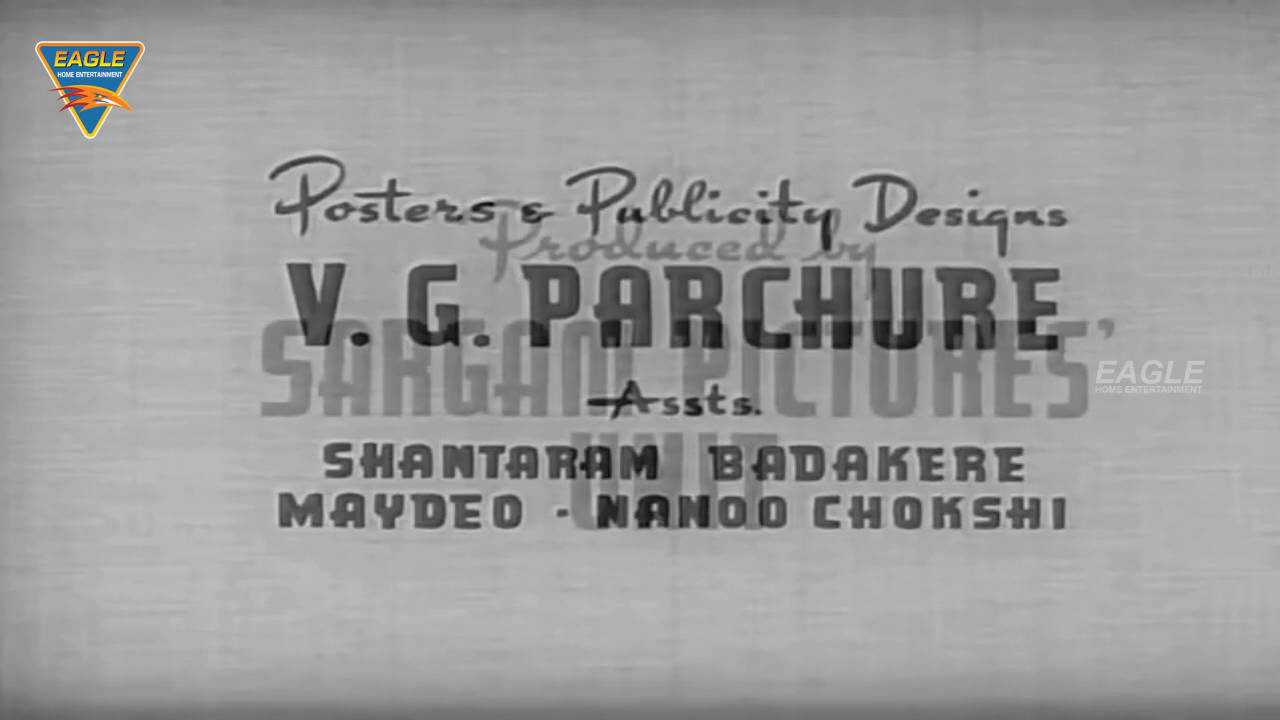 EAGLE
HOME ENTERTAINMENT
Posters & Publicity Designs
Produced by
V. G. PARCHURE
SARGAM PICTURES'
EAGLE
HOME ENTERTAINMENT
Assts.
UNIT
SHANTARAM BADAKERE
MAYDEO - NANOO CHOKSHI